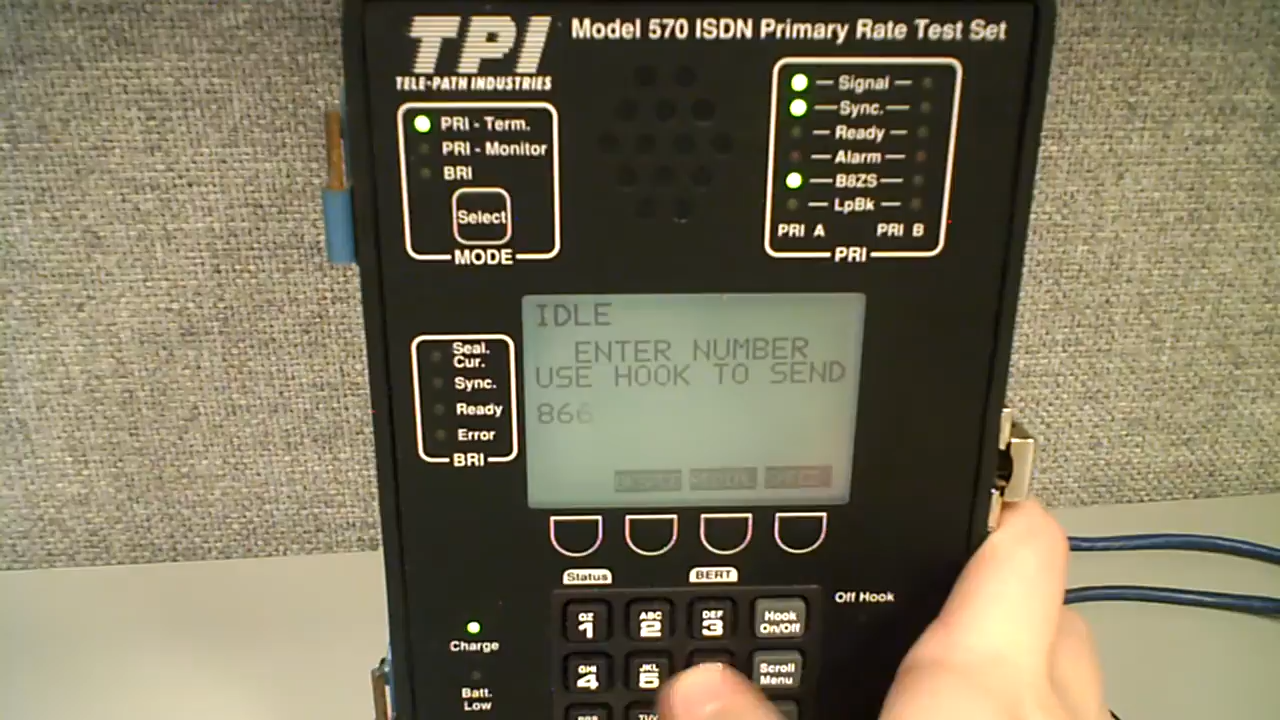 TPI
TELE-PATH INDUSTRIES
Model 570 ISDN Primary Rate Test Set
PRI - Term.
PRI - Monitor
BRI
Select
MODE
Signal
Sync.
Ready
Alarm
B8ZS
LpBk
PRI A PRI B
PRI
Seal.
Cur.
Sync.
Ready
Error
BRI
IDLE
ENTER NUMBER
USE HOOK TO SEND
866
Status
BERT
Off Hook
QZ
1
ABC
2
DEF
3
Hook
On/Off
GHI
4
JKL
5
Scroll
Menu
Charge
Batt.
Low